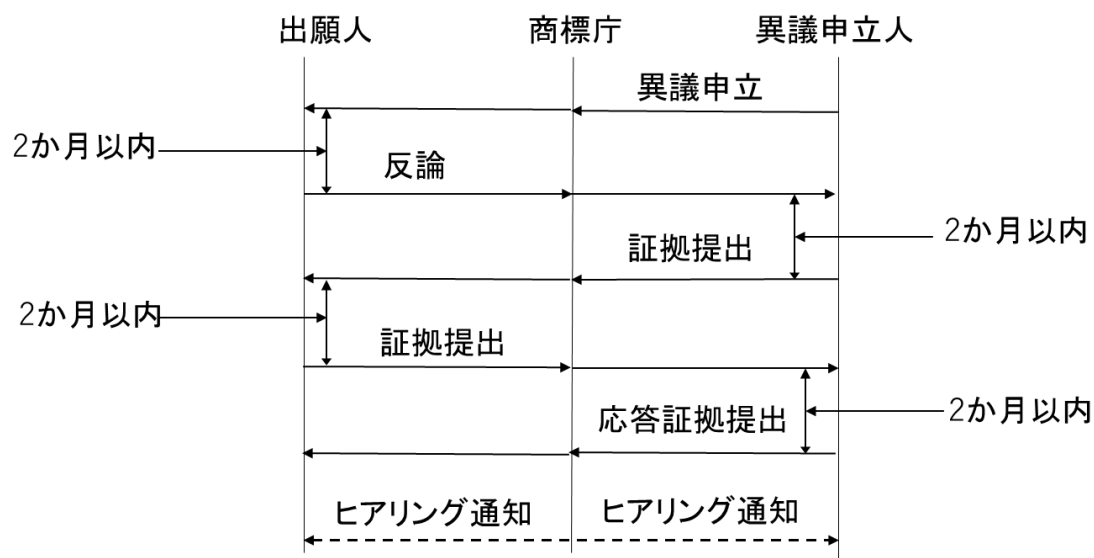 出願人 商標庁 異議申立人
異議申立
2か月以内
反論
2か月以内
証拠提出
2か月以内
証拠提出
2か月以内
応答証拠提出
ヒアリング通知 ヒアリング通知